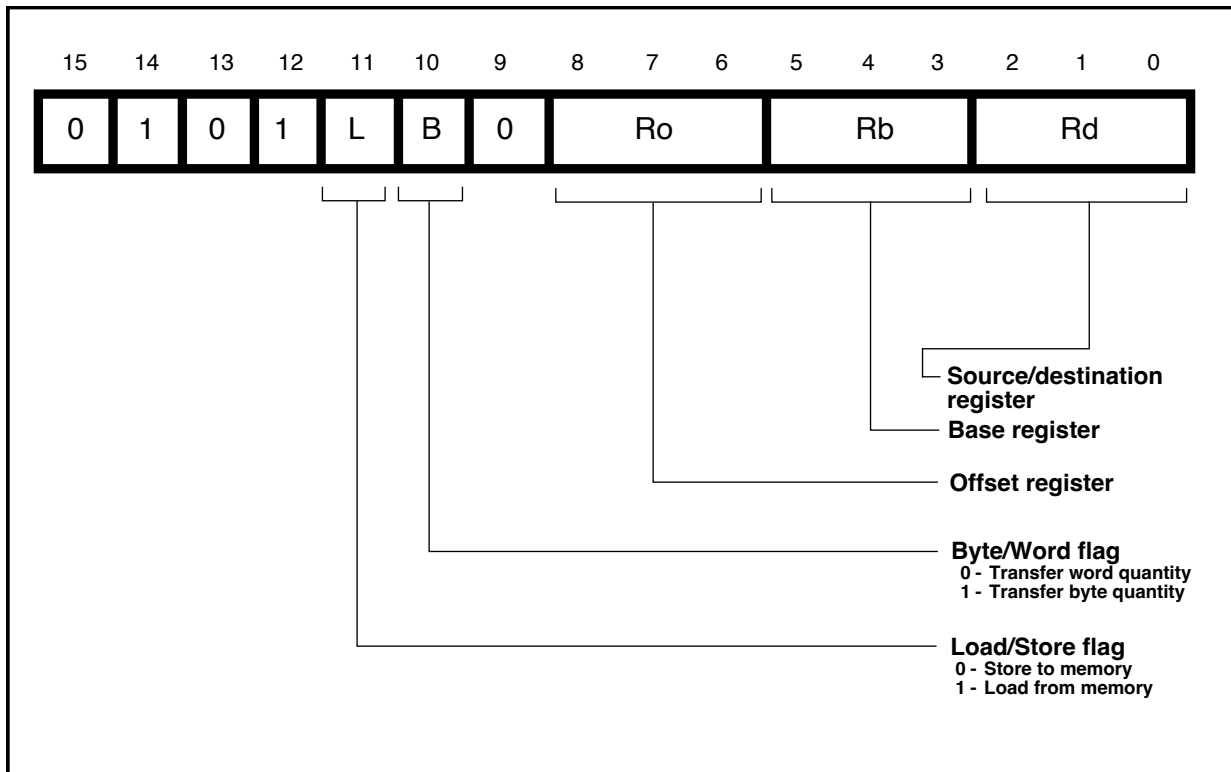 15 14 13 12 11 10 9 8 7 6 5 4 3 2 1 0
0 1 0 1 L B 0 Ro Rb Rd
Source/destination
register
Base register
Offset register
Byte/Word flag
0 - Transfer word quantity
1 - Transfer byte quantity
Load/Store flag
0 - Store to memory
1 - Load from memory